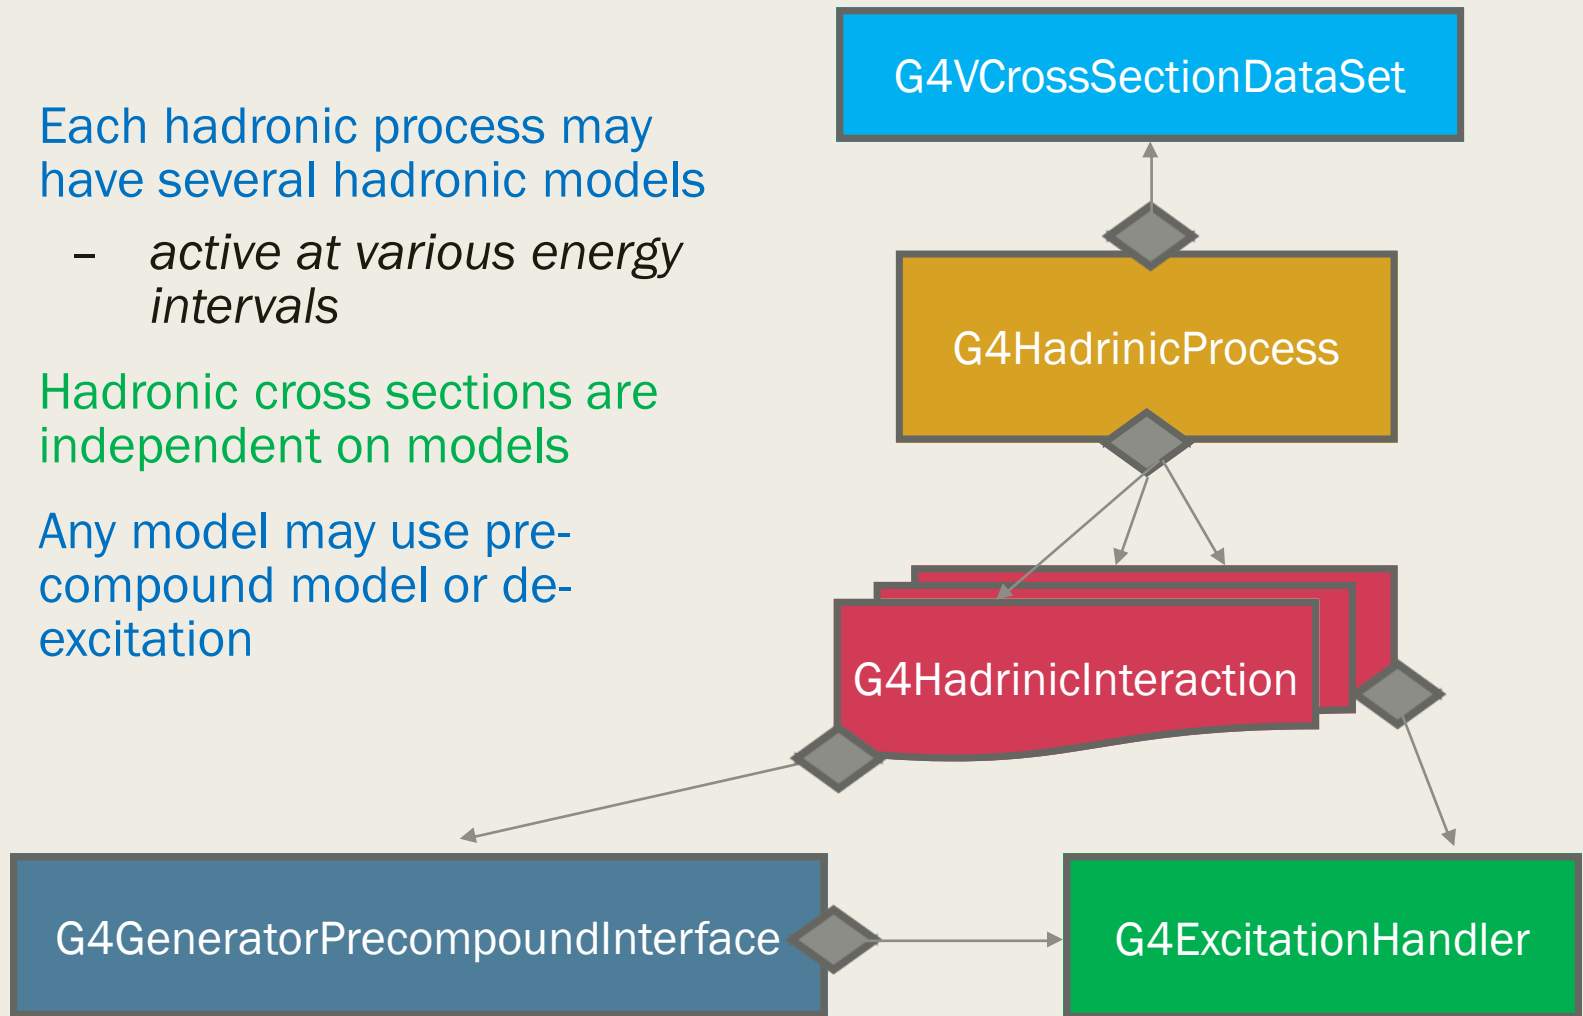 G4VCrossSectionDataSet
Each hadronic process may
have several hadronic models
– active at various energy
intervals
G4HadrinicProcess
Hadronic cross sections are
independent on models
Any model may use pre-
compound model or de-
excitation
G4HadrinicInteraction
G4GeneratorPrecompoundInterface
G4ExcitationHandler